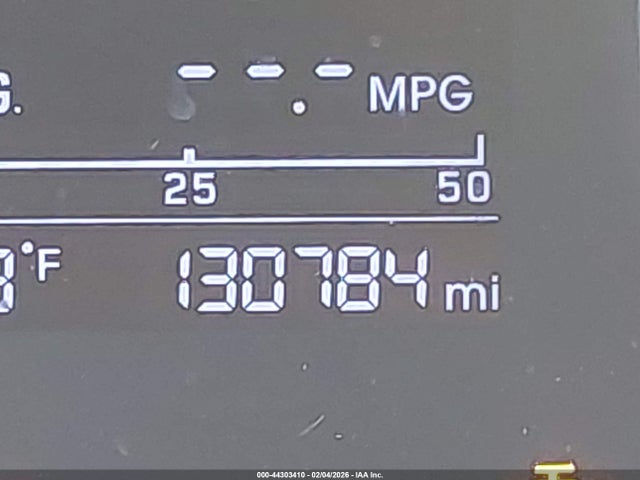 G. --.- MPG
25 50
°F 130784 mi
000-44303410 - 02/04/2026 - IAA Inc.